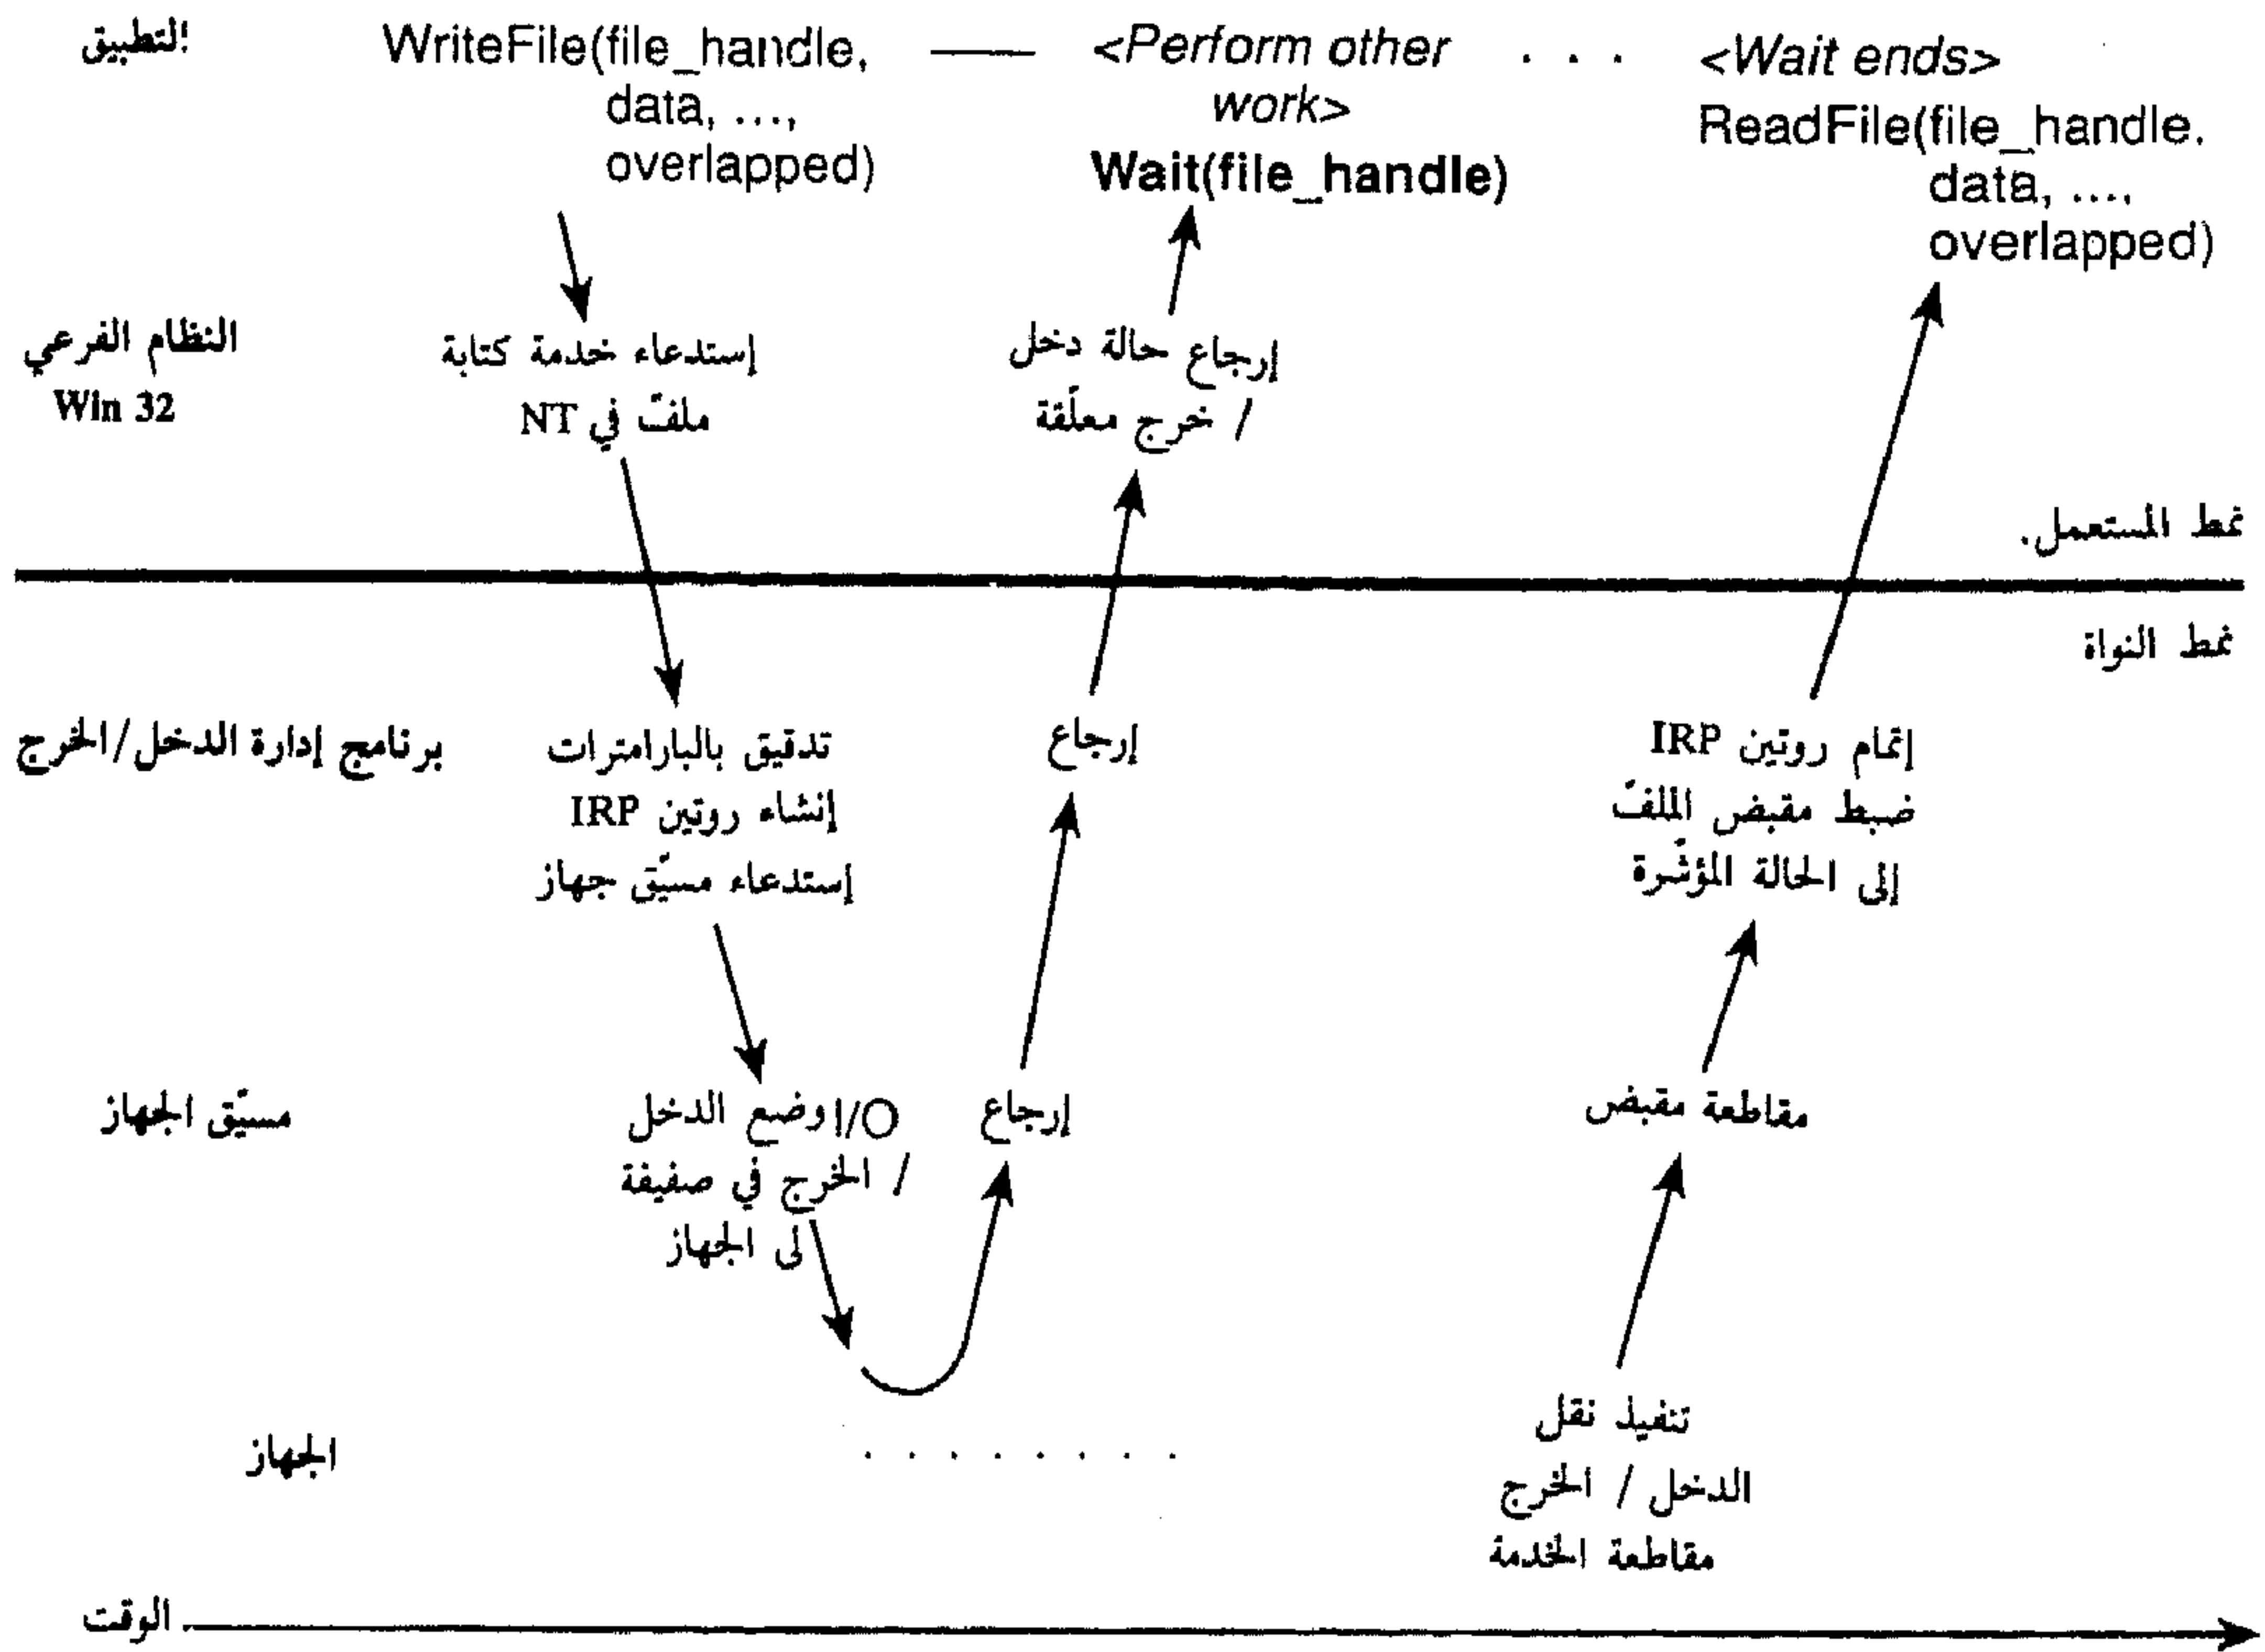 التطبيق
WriteFile(file_handle,
data, ...,
overlapped)
<Perform other
work>
Wait(file_handle)
. . .
<Wait ends>
ReadFile(file_handle.
data, ...,
overlapped)
النظام الفرعي
Win 32
إستدعاء خدمة كتابة
ملفّ في NT
إرجاع حالة دخل
/ خرج معلّقة
نمط المستعمل.
نمط النواة
برنامج إدارة الدخل/الخرج
تدقيق بالبارامترات
إنشاء روتين IRP
إستدعاء مسيّق جهاز
إرجاع
إتمام روتين IRP
ضبط مقبض الملفّ
إلى الحالة المؤشّرة
مسيّق الجهاز
I/O وضع الدخل
/ الخرج في صفيفة
لى الجهاز
إرجاع
مقاطعة مقبض
الجهاز
. . . . . . . .
تنفيذ نقل
الدخل / الخرج
مقاطعة الخدمة
الوقت